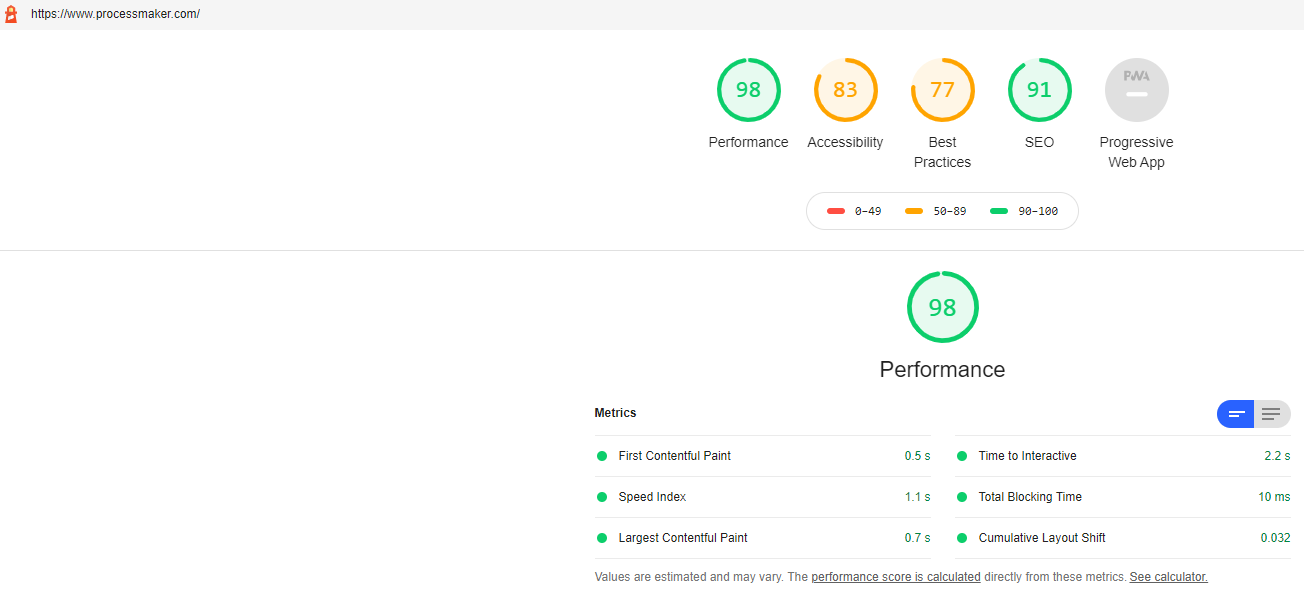 https://www.processmaker.com/
98 83 77 91 PWA
Performance Accessibility Best Practices SEO Progressive Web App
0–49 50–89 90–100
98
Performance
Metrics
First Contentful Paint 0.5 s Time to Interactive 2.2 s
Speed Index 1.1 s Total Blocking Time 10 ms
Largest Contentful Paint 0.7 s Cumulative Layout Shift 0.032
Values are estimated and may vary. The performance score is calculated directly from these metrics. See calculator.